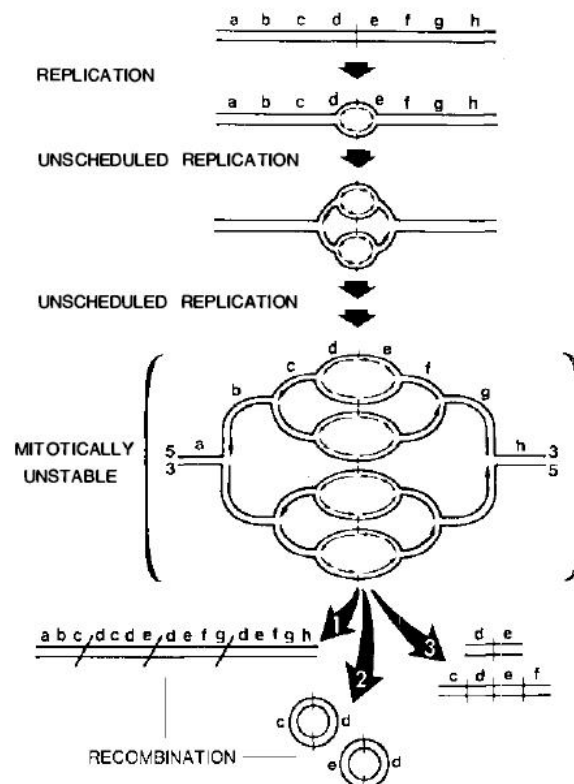 a b c d e f g h
REPLICATION
a b c d e f g h
UNSCHEDULED REPLICATION
UNSCHEDULED REPLICATION
d e
c f
b g
MITOTICALLY UNSTABLE
5 a h 3
3 5
1
a b c d c d e d e f g d e f g h
3
d e
2
c d e f
c d
RECOMBINATION
e d